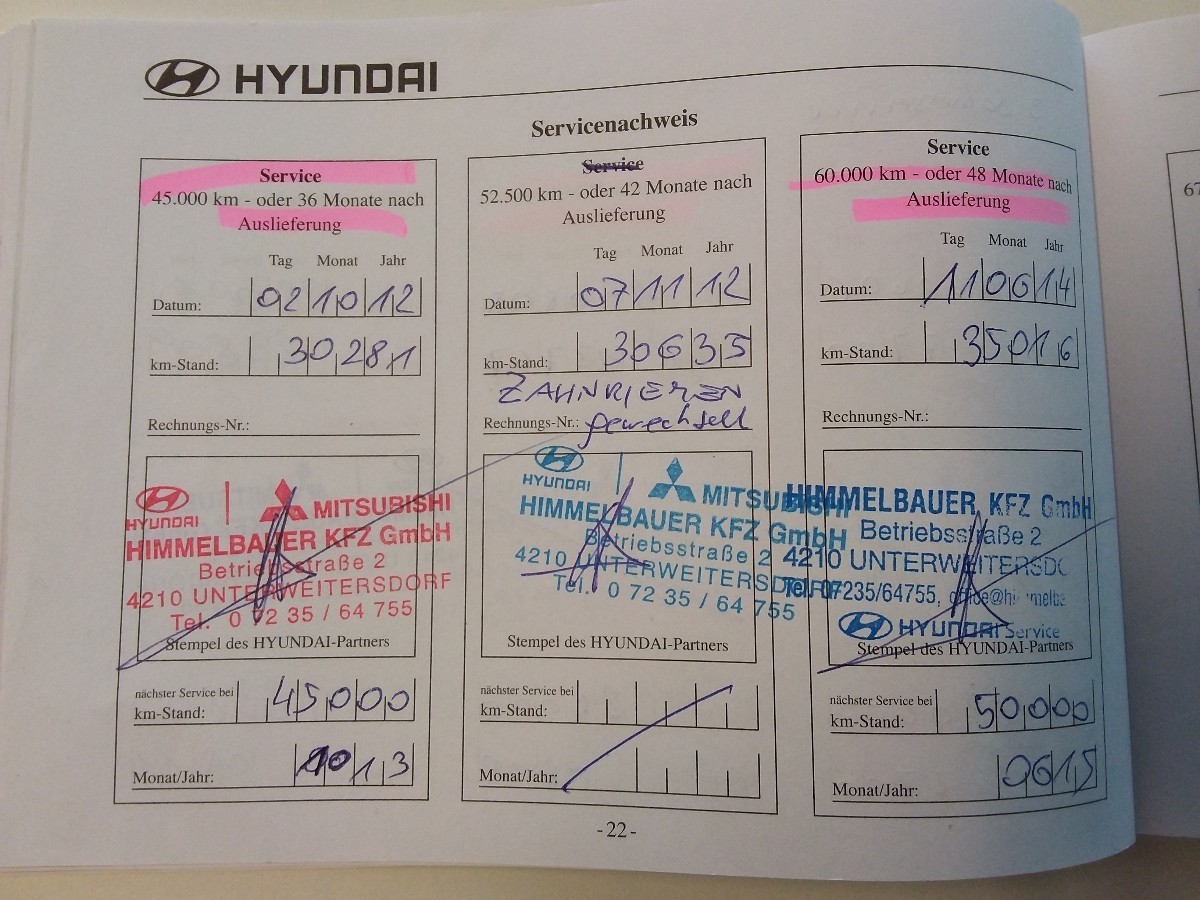 HYUNDAI
Servicenachweis
Service
45.000 km - oder 36 Monate nach
Auslieferung
Tag Monat Jahr
Datum: 02 10 12
km-Stand: 30281
Rechnungs-Nr.:
HYUNDAI MITSUBISHI
HIMMELBAUER KFZ GmbH
Betriebsstraße 2
4210 UNTERWEITERSDORF
Tel. 0 72 35 / 64 755
Stempel des HYUNDAI-Partners
nächster Service bei
km-Stand: 45000
Monat/Jahr: 10 13
Service
52.500 km - oder 42 Monate nach
Auslieferung
Tag Monat Jahr
Datum: 07 11 12
km-Stand: 30635
ZAHNRIEREN
Rechnungs-Nr.: gewechselt
HYUNDAI MITSUBISHI
HIMMELBAUER KFZ GmbH
Betriebsstraße 2
4210 UNTERWEITERSDORF
Tel. 0 72 35 / 64 755
Stempel des HYUNDAI-Partners
nächster Service bei
km-Stand:
Monat/Jahr:
Service
60.000 km - oder 48 Monate nach
Auslieferung
Tag Monat Jahr
Datum: 11 06 14
km-Stand: 35016
Rechnungs-Nr.:
HIMMELBAUER KFZ GmbH
Betriebsstraße 2
4210 UNTERWEITERSDO
Tel. 07235/64755,
HYUNDAI Service
Stempel des HYUNDAI-Partners
nächster Service bei
km-Stand: 50000
Monat/Jahr: 06 15
-22-
67